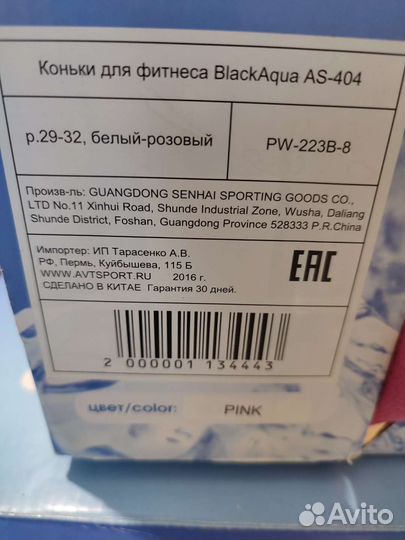 Коньки для фитнеса BlackAqua AS-404
р.29-32, белый-розовый
PW-223B-8
Произв-ль: GUANGDONG SENHAI SPORTING GOODS CO.,
LTD No.11 Xinhui Road, Shunde Industrial Zone, Wusha, Daliang
Shunde District, Foshan, Guangdong Province 528333 P.R.China
Импортер: ИП Тарасенко А.В.
РФ, Пермь, Куйбышева, 115 Б
WWW.AVTSPORT.RU 2016 г.
СДЕЛАНО В КИТАЕ Гарантия 30 дней.
EAC
2 000001 134443
цвет/color:
PINK
Avito